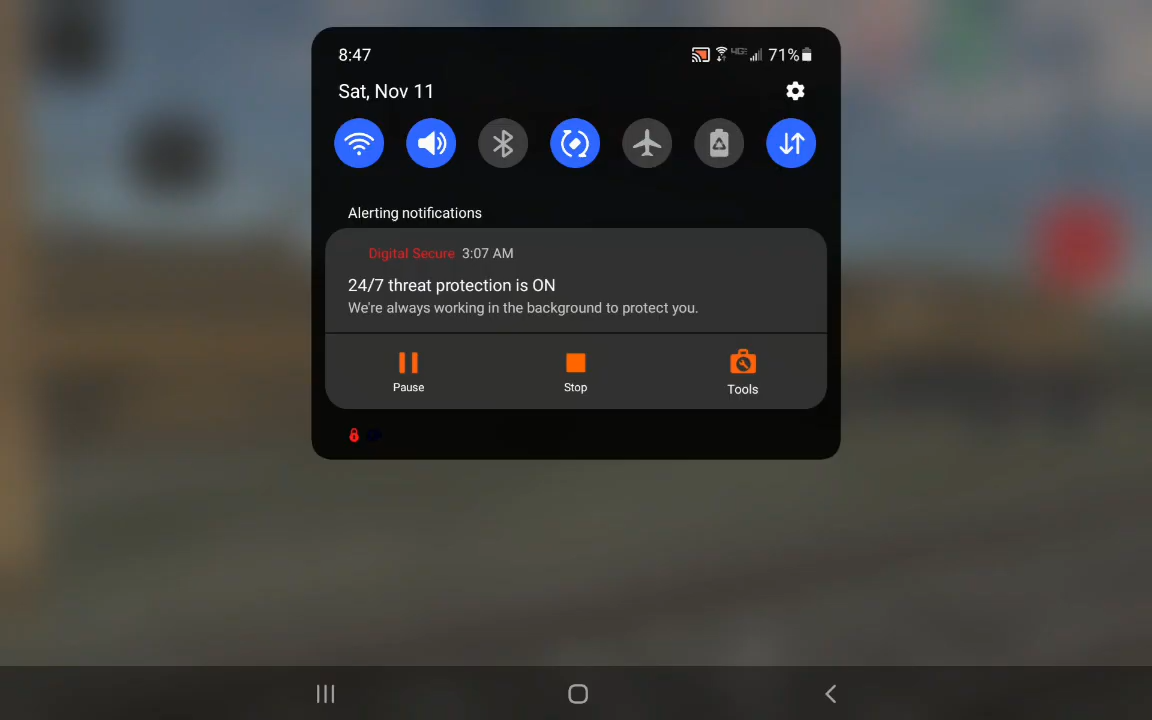 8:47
4GE 71%
Sat, Nov 11
Alerting notifications
Digital Secure 3:07 AM
24/7 threat protection is ON
We're always working in the background to protect you.
Pause Stop Tools